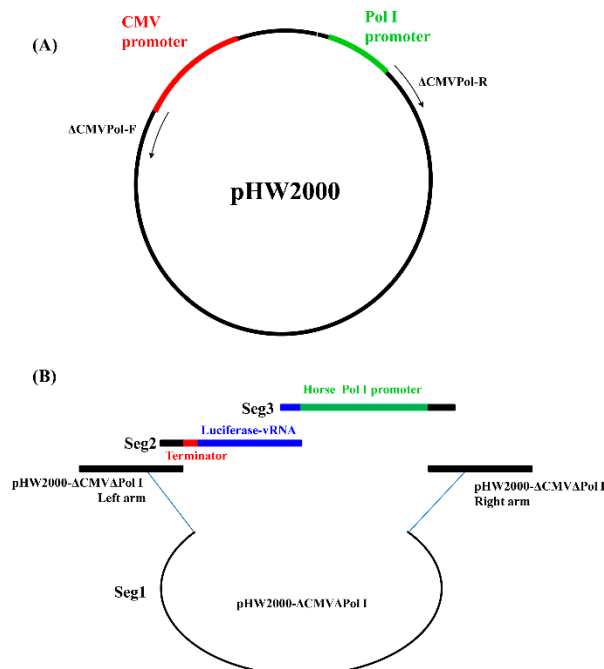 (A)
CMV
promoter
Pol I
promoter
ΔCMVPol-F
ΔCMVPol-R
pHW2000
(B)
Horse Pol I promoter
Seg3
Luciferase-vRNA
Seg2
Terminator
pHW2000-ΔCMVΔPol I
Left arm
pHW2000-ΔCMVΔPol I
Right arm
Seg1
pHW2000-ΔCMVΔPol I